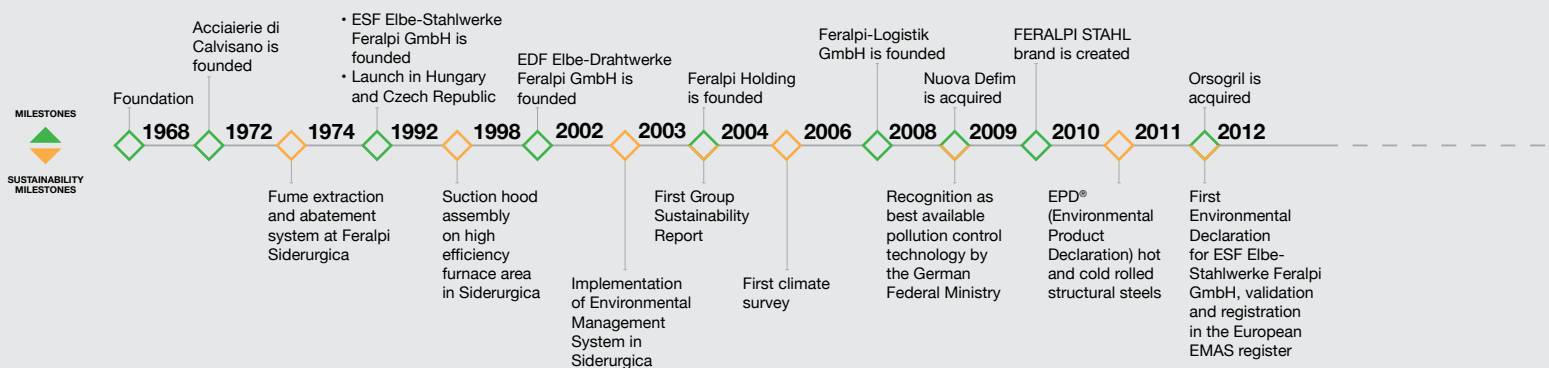 MILESTONES
SUSTAINABILITY
MILESTONES
Foundation
1968
Acciaierie di
Calvisano is
founded
1972
1974
Fume extraction
and abatement
system at Feralpi
Siderurgica
• ESF Elbe-Stahlwerke
Feralpi GmbH is
founded
• Launch in Hungary
and Czech Republic
1992
1998
Suction hood
assembly
on high
efficiency
furnace area
in Siderurgica
EDF Elbe-Drahtwerke
Feralpi GmbH is
founded
2002
2003
Implementation
of Environmental
Management
System in
Siderurgica
Feralpi Holding
is founded
2004
First Group
Sustainability
Report
2006
First climate
survey
Feralpi-Logistik
GmbH is founded
2008
Nuova Defim
is acquired
2009
Recognition as
best available
pollution control
technology by
the German
Federal Ministry
FERALPI STAHL
brand is created
2010
2011
EPD®
(Environmental
Product
Declaration) hot
and cold rolled
structural steels
Orsogril is
acquired
2012
First
Environmental
Declaration
for ESF Elbe-
Stahlwerke Feralpi
GmbH, validation
and registration
in the European
EMAS register